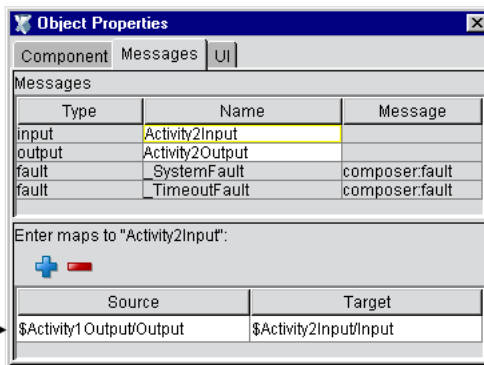 Object Properties
Component Messages UI
Messages
Type Name Message
input Activity2Input
output Activity2Output
fault _SystemFault composer:fault
fault _TimeoutFault composer:fault
Enter maps to "Activity2Input":
Source Target
$Activity1Output/Output $Activity2Input/Input